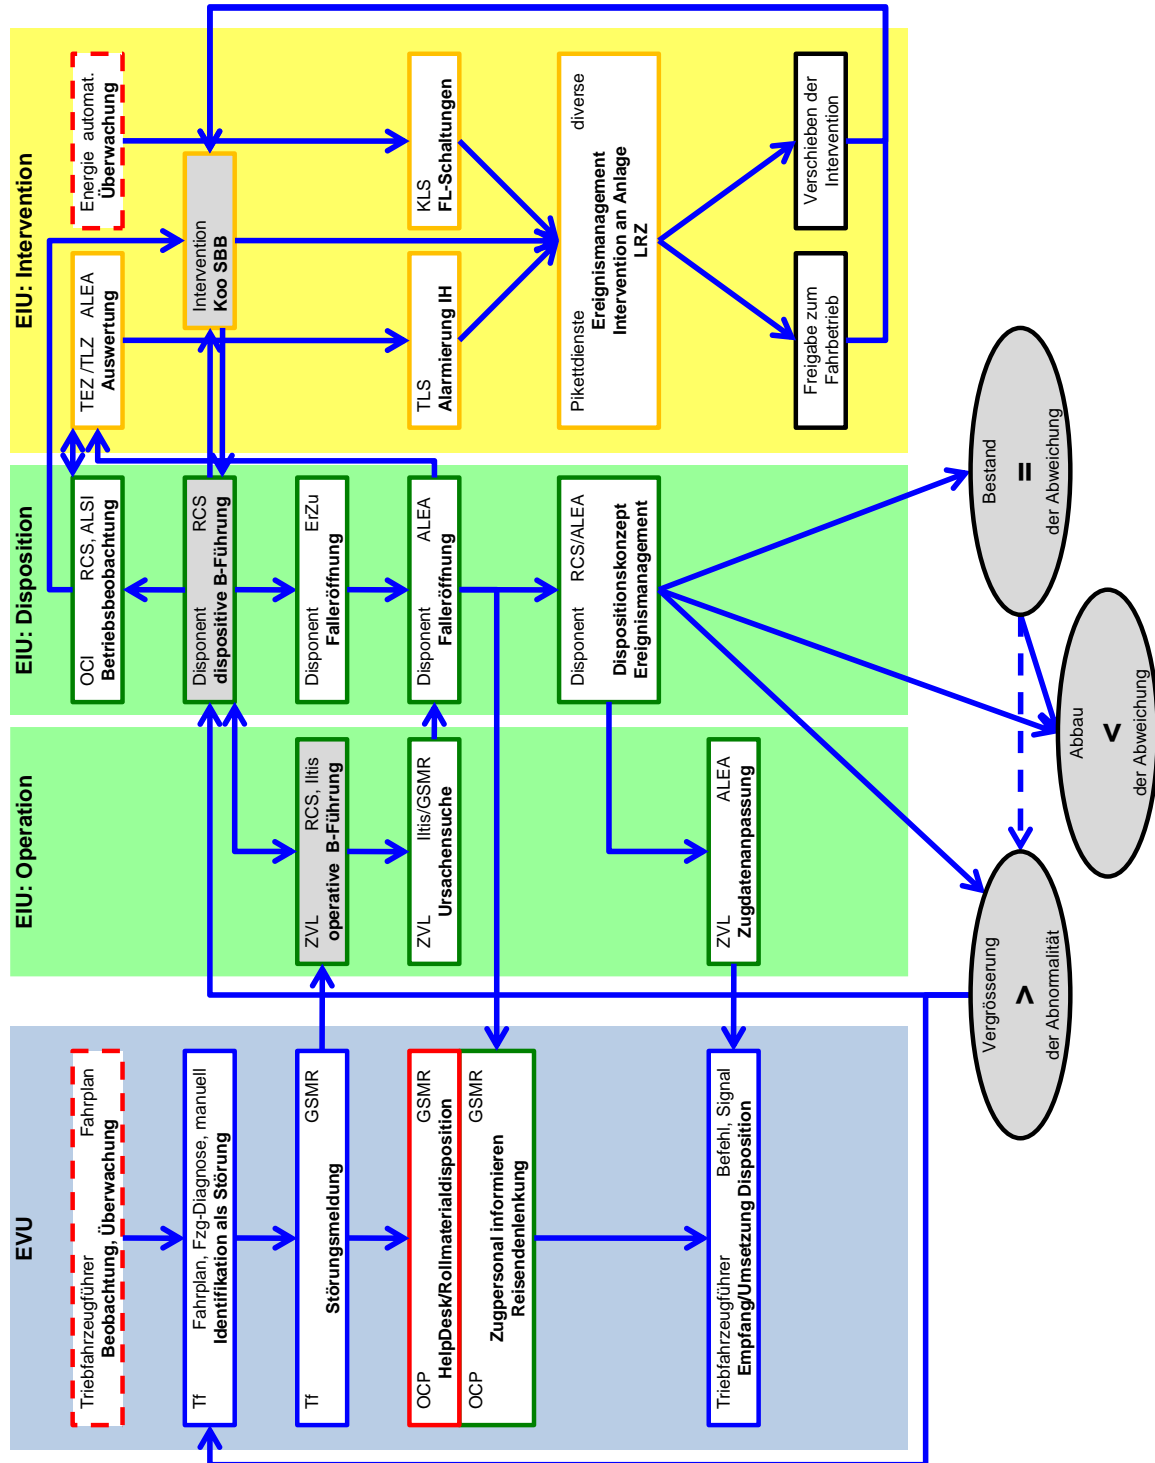 EVU
Triebfahrzeugführer Fahrplan
Beobachtung, Überwachung
Tf Fahrplan, Fzg-Diagnose, manuell
Identifikation als Störung
Tf GSMR
Störungsmeldung
OCP GSMR
HelpDesk/Rollmaterialdisposition
OCP GSMR
Zugpersonal informieren
Reisendenlenkung
Triebfahrzeugführer Befehl, Signal
Empfang/Umsetzung Disposition
EIU: Operation
ZVL RCS, Iltis
operative B-Führung
ZVL Iltis/GSMR
Ursachensuche
ZVL ALEA
Zugdatenanpassung
EIU: Disposition
OCI RCS, ALSI
Betriebsbeobachtung
Disponent RCS
dispositive B-Führung
Disponent ErZu
Falleröffnung
Disponent ALEA
Falleröffnung
Disponent RCS/ALEA
Dispositionskonzept
Ereignismanagement
EIU: Intervention
TEZ /TLZ ALEA
Auswertung
Energie automat.
Überwachung
Intervention
Koo SBB
TLS
Alarmierung IH
KLS
FL-Schaltungen
Pikettdienste diverse
Ereignismanagement
Intervention an Anlage
LRZ
Freigabe zum
Fahrbetrieb
Verschieben der
Intervention
Vergrösserung
>
der Abnormalität
Abbau
<
der Abweichung
Bestand
=
der Abweichung